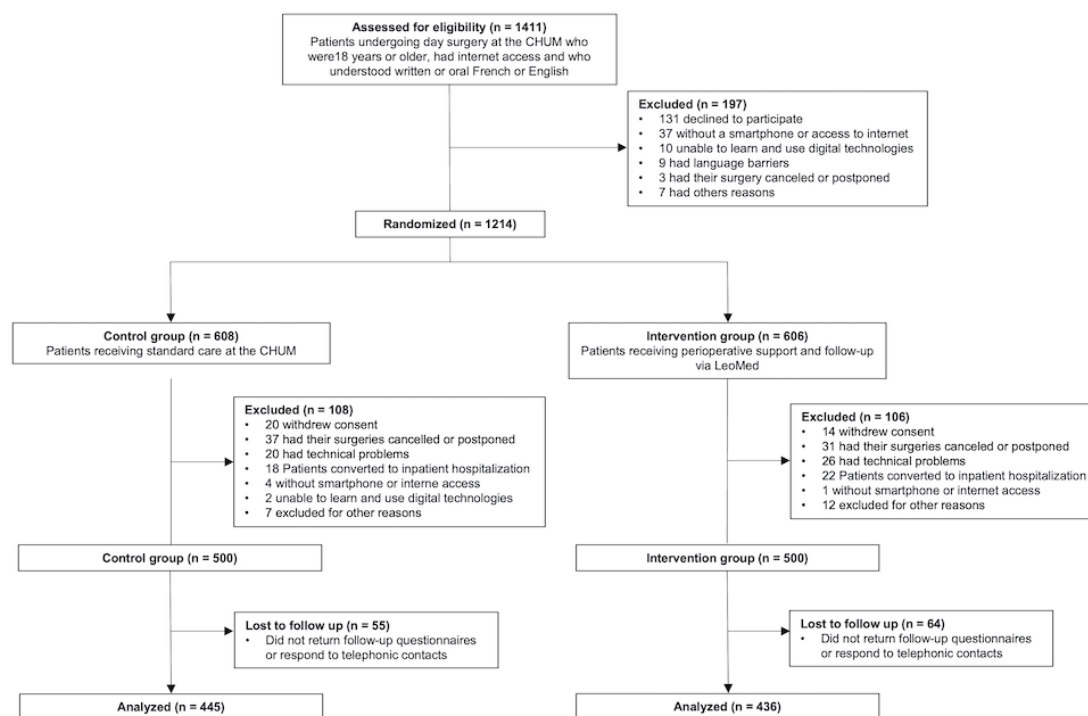 Assessed for eligibility (n = 1411)
Patients undergoing day surgery at the CHUM who
were18 years or older, had internet access and who
understood written or oral French or English
Excluded (n = 197)
• 131 declined to participate
• 37 without a smartphone or access to internet
• 10 unable to learn and use digital technologies
• 9 had language barriers
• 3 had their surgery canceled or postponed
• 7 had others reasons
Randomized (n = 1214)
Control group (n = 608)
Patients receiving standard care at the CHUM
Intervention group (n = 606)
Patients receiving perioperative support and follow-up
via LeoMed
Excluded (n = 108)
• 20 withdrew consent
• 37 had their surgeries cancelled or postponed
• 20 had technical problems
• 18 Patients converted to inpatient hospitalization
• 4 without smartphone or interne access
• 2 unable to learn and use digital technologies
• 7 excluded for other reasons
Excluded (n = 106)
• 14 withdrew consent
• 31 had their surgeries canceled or postponed
• 26 had technical problems
• 22 Patients converted to inpatient hospitalization
• 1 without smartphone or internet access
• 12 excluded for other reasons
Control group (n = 500)
Intervention group (n = 500)
Lost to follow up (n = 55)
• Did not return follow-up questionnaires
or respond to telephonic contacts
Lost to follow up (n = 64)
• Did not return follow-up questionnaires
or respond to telephonic contacts
Analyzed (n = 445)
Analyzed (n = 436)